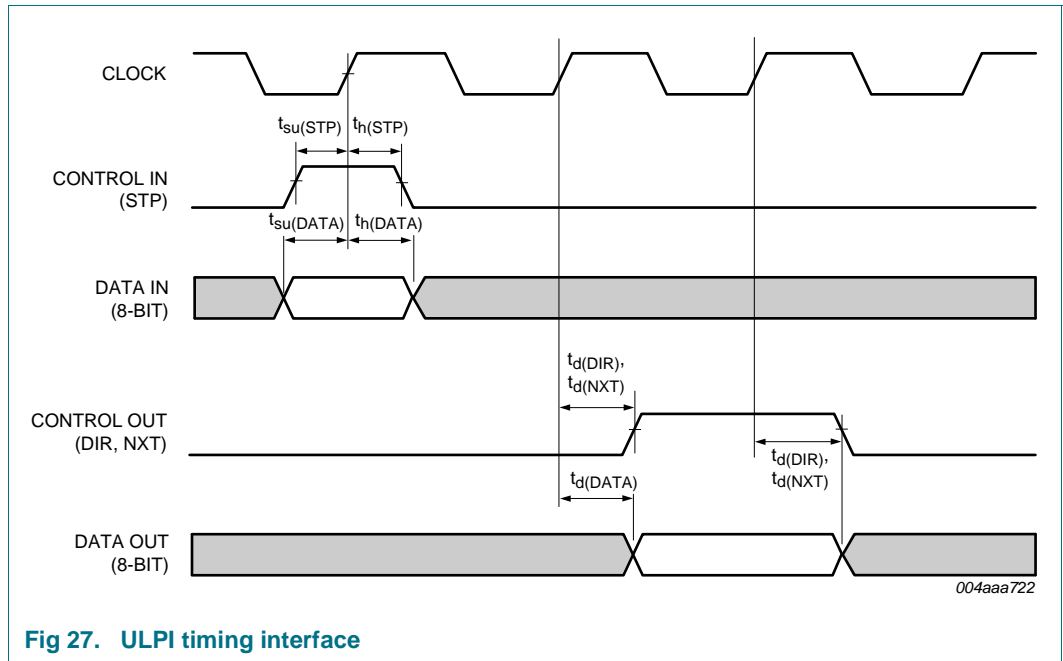 CLOCK
tsu(STP) th(STP)
CONTROL IN
(STP)
tsu(DATA) th(DATA)
DATA IN
(8-BIT)
td(DIR),
td(NXT)
CONTROL OUT
(DIR, NXT)
td(DIR),
td(NXT)
td(DATA)
DATA OUT
(8-BIT)
004aaa722
Fig 27. ULPI timing interface